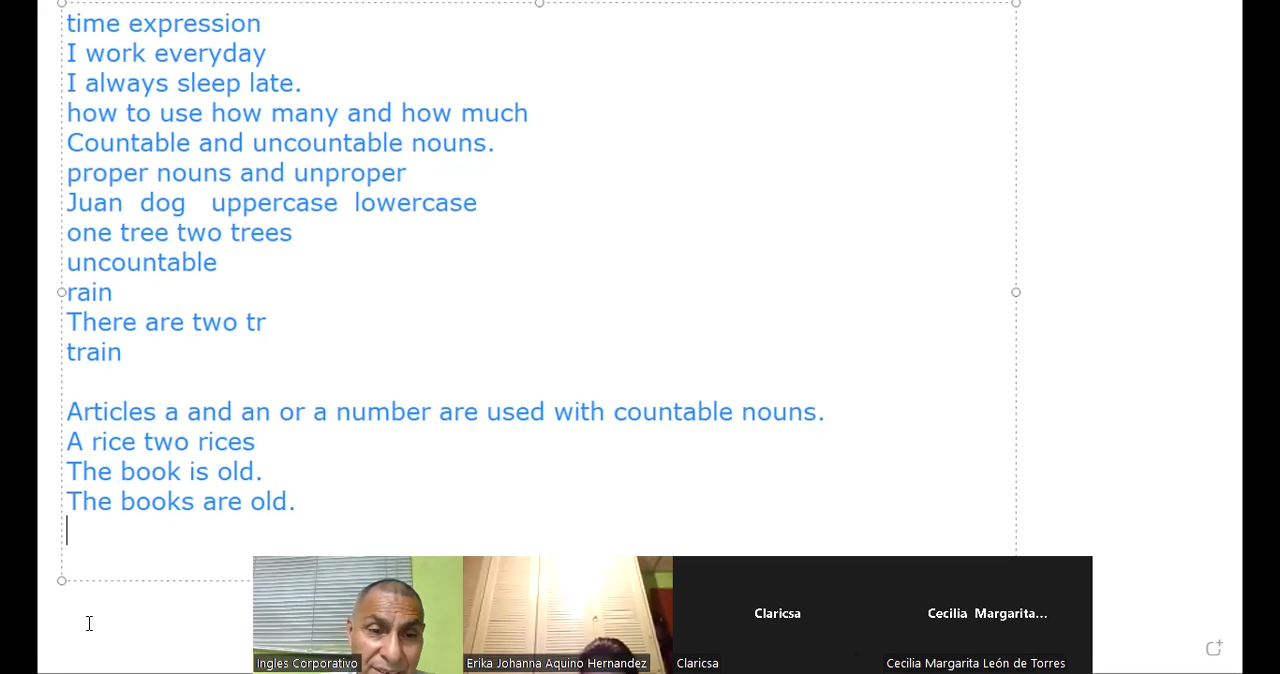 time expression
I work everyday
I always sleep late.
how to use how many and how much
Countable and uncountable nouns.
proper nouns and unproper
Juan dog uppercase lowercase
one tree two trees
uncountable
rain
There are two tr
train
Articles a and an or a number are used with countable nouns.
A rice two rices
The book is old.
The books are old.
Claricsa
Cecilia Margarita...
Ingles Corporativo
Erika Johanna Aquino Hernandez
Claricsa
Cecilia Margarita León de Torres